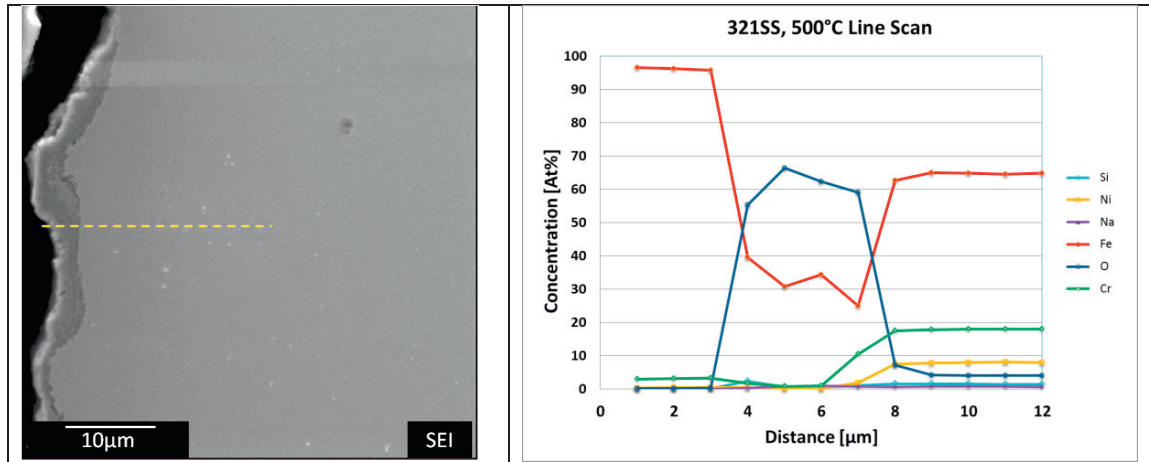 10µm
SEI
321SS, 500°C Line Scan
Concentration [At%]
100
90
80
70
60
50
40
30
20
10
0
0 2 4 6 8 10 12
Distance [µm]
Si
Ni
Na
Fe
O
Cr